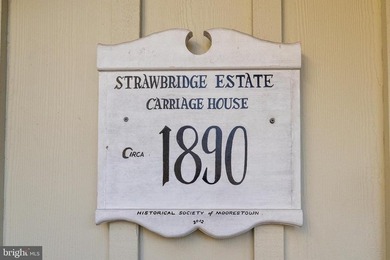 STRAWBRIDGE ESTATE
CARRIAGE HOUSE
CIRCA 1890
HISTORICAL SOCIETY of MOORESTOWN
bright MLS